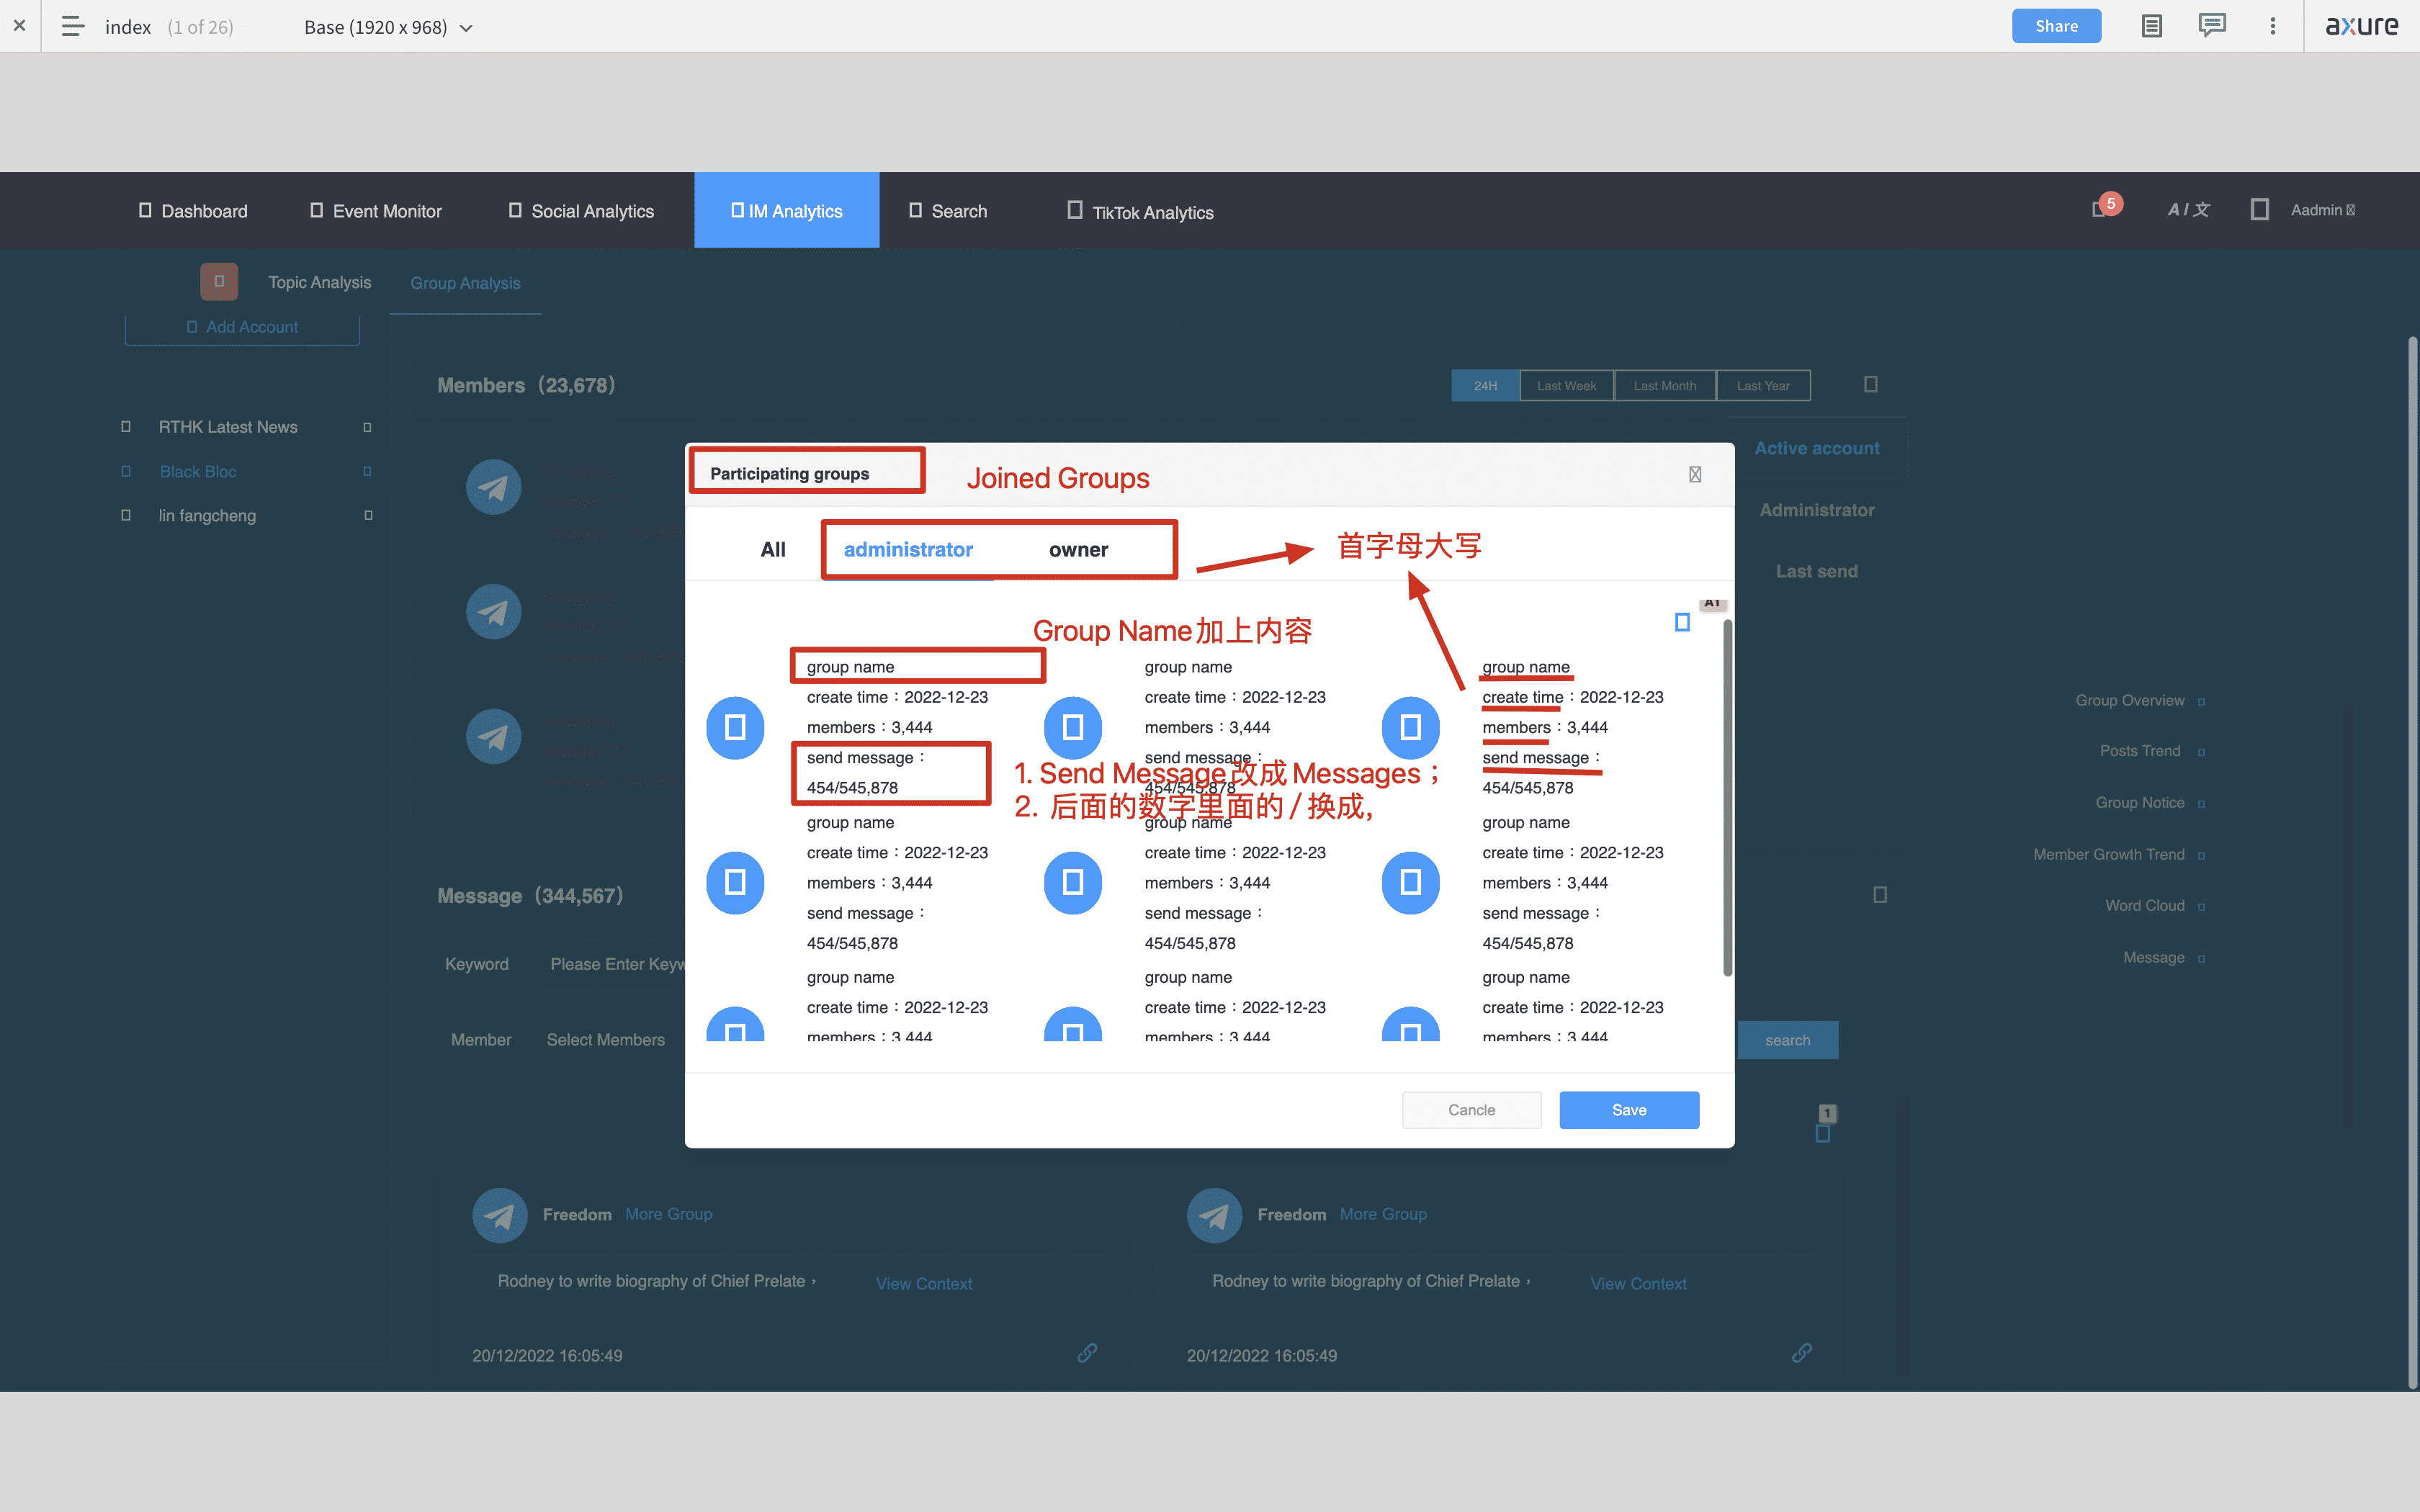 index (1 of 26) Base (1920 x 968) Share axure
Dashboard Event Monitor Social Analytics IM Analytics Search TikTok Analytics 5 A / 文 Aadmin
Topic Analysis Group Analysis
Add Account
Members（23,678） 24H Last Week Last Month Last Year
RTHK Latest News
Black Bloc
lin fangcheng
Active account
Administrator
Last send
Participating groups Joined Groups
All administrator owner 首字母大写
A1
Group Name加上内容
group name group name group name
create time：2022-12-23 create time：2022-12-23 create time：2022-12-23
members：3,444 members：3,444 members：3,444
send message： send message： send message：
454/545,878 454/545,878 454/545,878
1. Send Message改成Messages；
2. 后面的数字里面的 / 换成,
group name group name group name
create time：2022-12-23 create time：2022-12-23 create time：2022-12-23
members：3,444 members：3,444 members：3,444
send message： send message： send message：
454/545,878 454/545,878 454/545,878
group name group name group name
create time：2022-12-23 create time：2022-12-23 create time：2022-12-23
members：3,444 members：3,444 members：3,444
Cancle Save
Group Overview
Posts Trend
Group Notice
Member Growth Trend
Word Cloud
Message
Message（344,567）
Keyword Please Enter Keyw
Member Select Members search
1
Freedom More Group Freedom More Group
Rodney to write biography of Chief Prelate， View Context Rodney to write biography of Chief Prelate， View Context
20/12/2022 16:05:49 20/12/2022 16:05:49